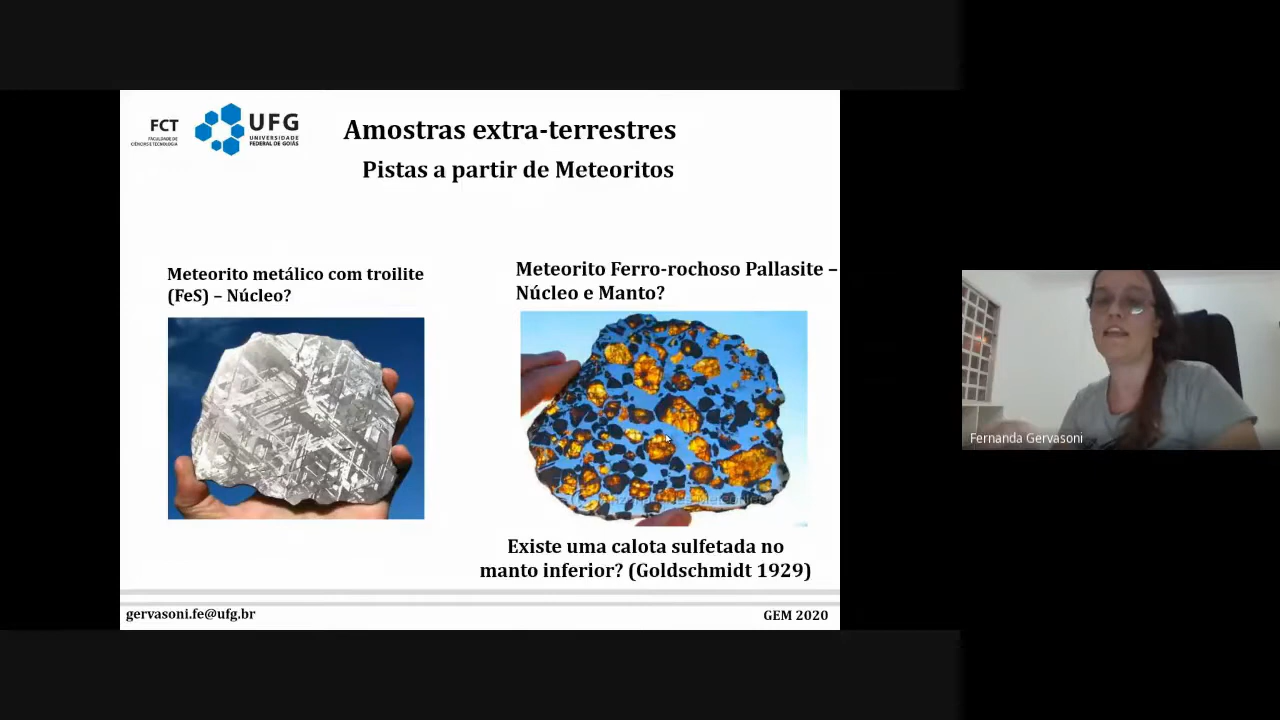 FCT
FACULDADE DE
CIÊNCIAS E TECNOLOGIA
UFG
UNIVERSIDADE
FEDERAL DE GOIÁS
Amostras extra-terrestres
Pistas a partir de Meteoritos
Meteorito metálico com troilite
(FeS) – Núcleo?
Meteorito Ferro-rochoso Pallasite –
Núcleo e Manto?
Existe uma calota sulfetada no
manto inferior? (Goldschmidt 1929)
gervasoni.fe@ufg.br
GEM 2020
Fernanda Gervasoni